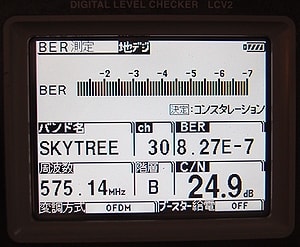 DIGITAL LEVEL CHECKER LCV2
BER 測定 地デジ
-2 -3 -4 -5 -6 -7
BER
決定:コンスタレーション
バンド名 ch BER
SKYTREE 30 8.27E-7
周波数 階層 C/N
575.14MHz B 24.9dB
変調方式 OFDM ブースター給電 OFF